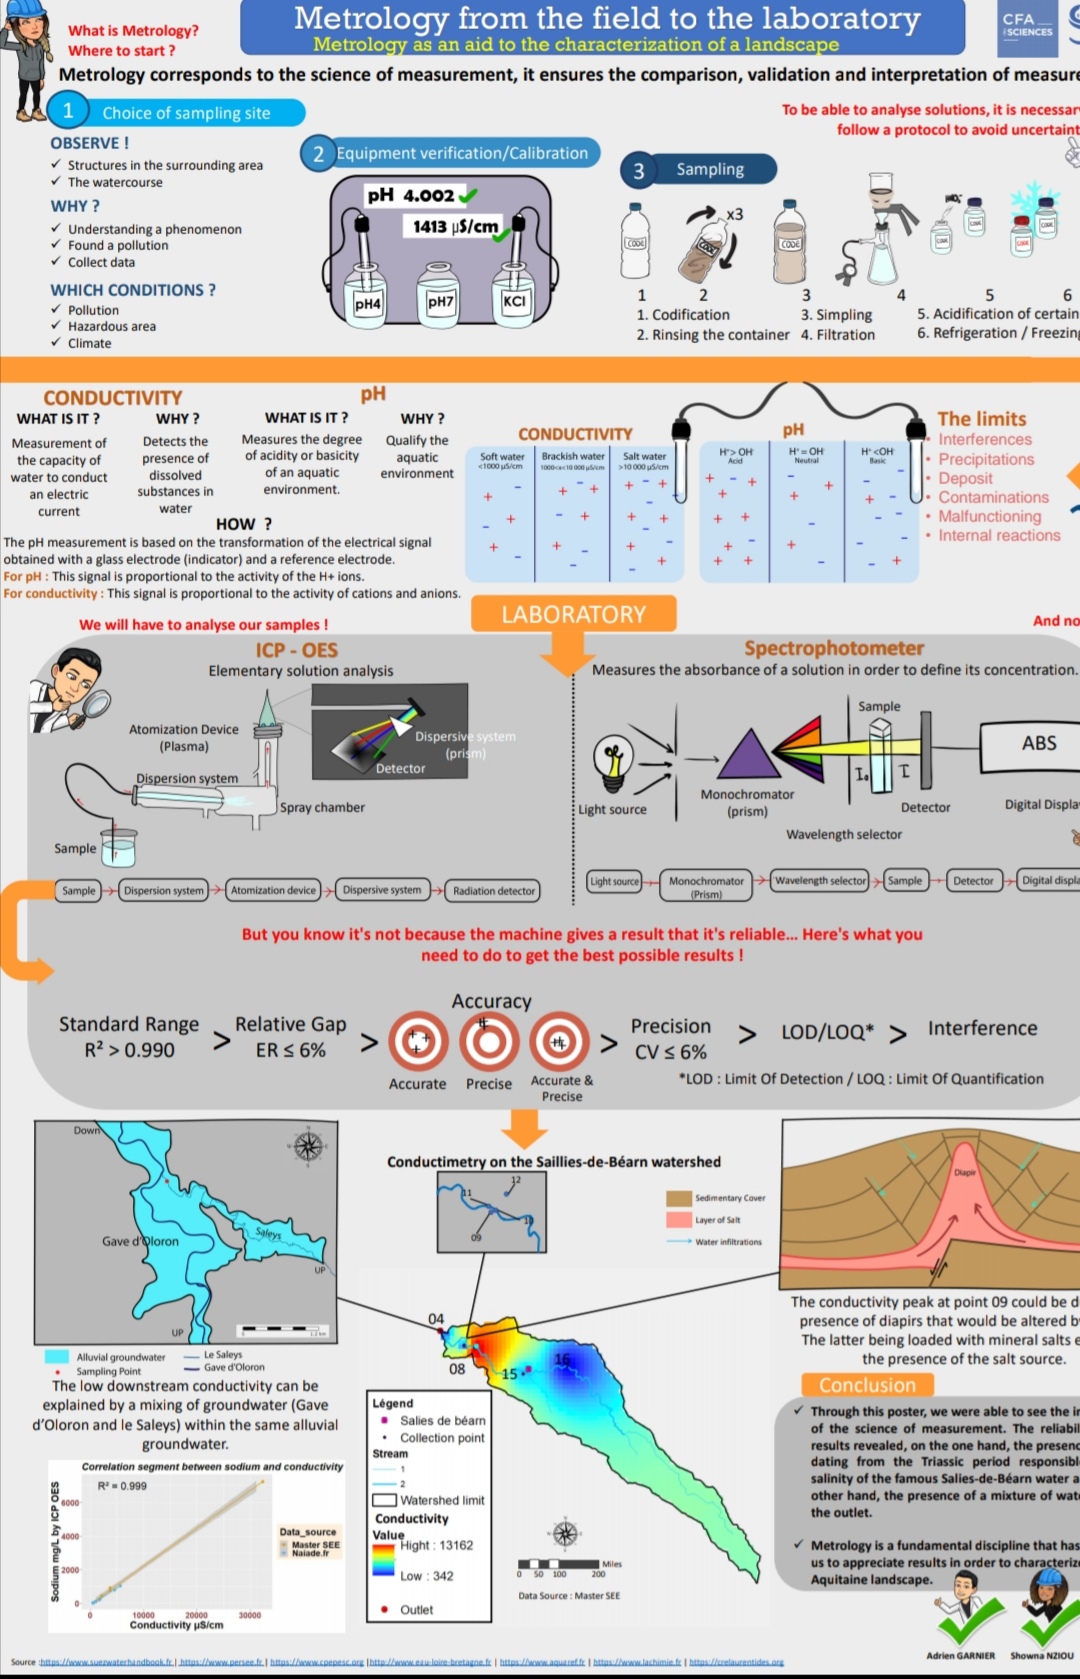 What is Metrology?
Where to start ?
Metrology from the field to the laboratory
Metrology as an aid to the characterization of a landscape
CFA
SCIENCES
Metrology corresponds to the science of measurement, it ensures the comparison, validation and interpretation of measure
1 Choice of sampling site
OBSERVE !
✓ Structures in the surrounding area
✓ The watercourse
WHY ?
✓ Understanding a phenomenon
✓ Found a pollution
✓ Collect data
WHICH CONDITIONS ?
✓ Pollution
✓ Hazardous area
✓ Climate
2 Equipment verification/Calibration
pH 4.002
1413 µS/cm
pH4
pH7
KCl
To be able to analyse solutions, it is necessar
follow a protocol to avoid uncertaint
3 Sampling
x3
CODE
CODE
CODE
CODE
CODE
CODE
CODE
1 2 3 4 5 6
1. Codification
2. Rinsing the container
3. Simpling
4. Filtration
5. Acidification of certain
6. Refrigeration / Freezing
CONDUCTIVITY
WHAT IS IT ?
Measurement of
the capacity of
water to conduct
an electric
current
WHY ?
Detects the
presence of
dissolved
substances in
water
pH
WHAT IS IT ?
Measures the degree
of acidity or basicity
of an aquatic
environment.
WHY ?
Qualify the
aquatic
environment
HOW ?
The pH measurement is based on the transformation of the electrical signal
obtained with a glass electrode (indicator) and a reference electrode.
For pH : This signal is proportional to the activity of the H+ ions.
For conductivity : This signal is proportional to the activity of cations and anions.
CONDUCTIVITY
Soft water
<1000 µS/cm
Brackish water
1000<x<10 000 µS/cm
Salt water
>10 000 µS/cm
pH
H⁺> OH⁻
Acid
H⁺ = OH⁻
Neutral
H⁺ <OH⁻
Basic
The limits
• Interferences
• Precipitations
• Deposit
• Contaminations
• Malfunctioning
• Internal reactions
LABORATORY
We will have to analyse our samples !
And no
ICP - OES
Elementary solution analysis
Atomization Device
(Plasma)
Dispersion system
Spray chamber
Sample
Dispersive system
(prism)
Detector
Sample
Dispersion system
Atomization device
Dispersive system
Radiation detector
Spectrophotometer
Measures the absorbance of a solution in order to define its concentration.
Sample
ABS
I₀
I
Light source
Monochromator
(prism)
Detector
Digital Displa
Wavelength selector
Light source
Monochromator
(Prism)
Wavelength selector
Sample
Detector
Digital displa
But you know it's not because the machine gives a result that it's reliable... Here's what you
need to do to get the best possible results !
Standard Range
R² > 0.990
>
Relative Gap
ER ≤ 6%
>
Accuracy
Accurate
Precise
Accurate &
Precise
>
Precision
CV ≤ 6%
>
LOD/LOQ*
>
Interference
*LOD : Limit Of Detection / LOQ : Limit Of Quantification
Down
Gave d'Oloron
Saleys
UP
UP
Alluvial groundwater
Sampling Point
Le Saleys
Gave d'Oloron
The low downstream conductivity can be
explained by a mixing of groundwater (Gave
d'Oloron and le Saleys) within the same alluvial
groundwater.
Correlation segment between sodium and conductivity
R² = 0.999
Sodium mg/L by ICP OES
6000
4000
2000
0
0 10000 20000 30000
Conductivity µS/cm
Data_source
Master SEE
Naiade.fr
Conductimetry on the Saillies-de-Béarn watershed
12
11
10
09
04
08
15
16
Légend
Salies de béarn
Collection point
Stream
1
2
Watershed limit
Conductivity
Value
Hight : 13162
Low : 342
Outlet
Miles
0 50 100 200
Data Source : Master SEE
Sedimentary Cover
Layer of Salt
Water infiltrations
Diapir
The conductivity peak at point 09 could be d
presence of diapirs that would be altered by
The latter being loaded with mineral salts e
the presence of the salt source.
Conclusion
✓ Through this poster, we were able to see the im
of the science of measurement. The reliabil
results revealed, on the one hand, the presenc
dating from the Triassic period responsibl
salinity of the famous Salies-de-Béarn water a
other hand, the presence of a mixture of wat
the outlet.
✓ Metrology is a fundamental discipline that has
us to appreciate results in order to characterize
Aquitaine landscape.
Adrien GARNIER
Showna NZIOU
Source :https://www.suezwaterhandbook.fr | https://www.persee.fr | https://www.cpepesc.org |http://www.eau-loire-bretagne.fr | https://www.aquaref.fr | https://www.lachimie.fr | https://crelaurentides.org